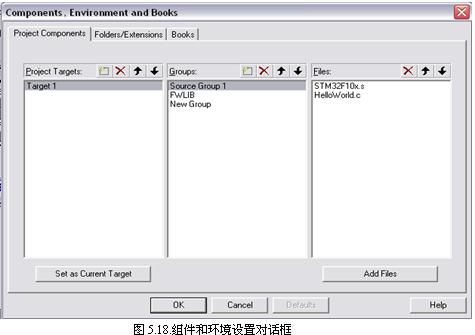 Components, Environment and Books
Project Components
Folders/Extensions
Books
Project Targets:
Groups:
Files:
Target 1
Source Group 1
FWLIB
New Group
STM32F10x.s
HelloWorld.c
Set as Current Target
Add Files
OK
Cancel
Defaults
Help
图 5.18.组件和环境设置对话框